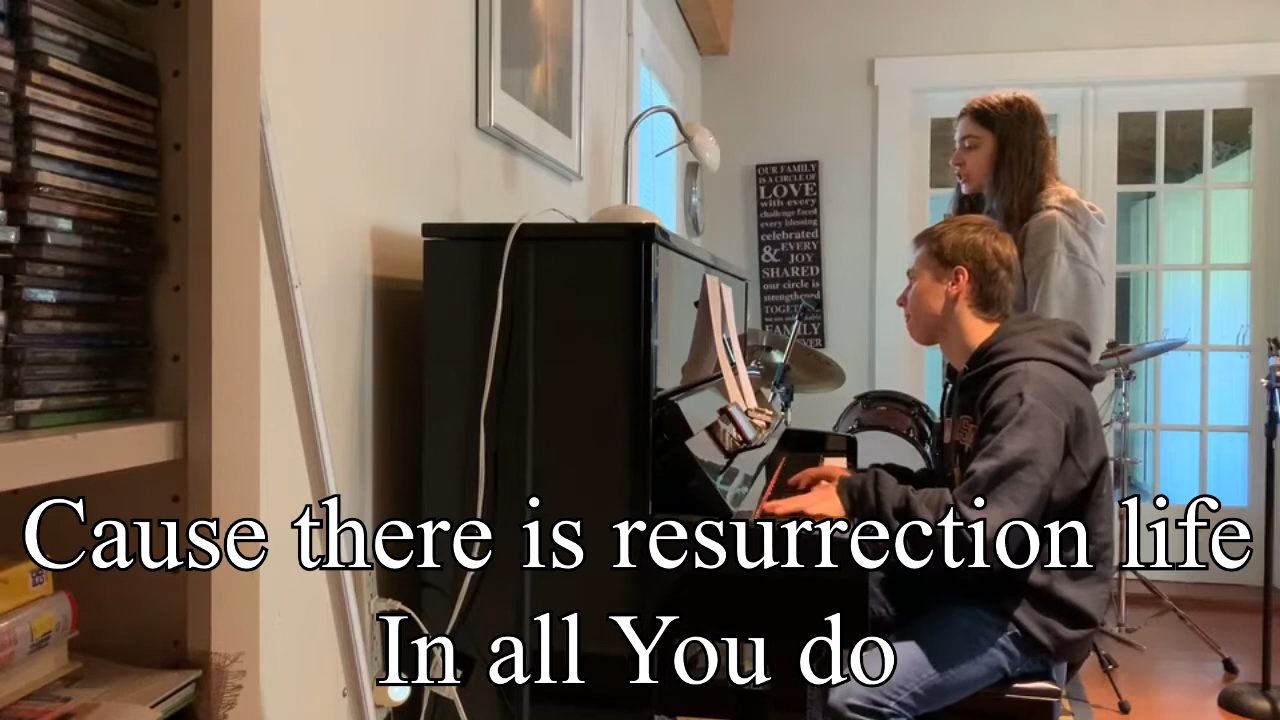 OUR FAMILY
IS A CIRCLE OF
LOVE
with every
challenge faced
every blessing
celebrated
& EVERY
JOY
SHARED
our circle is
strengthened
TOGETHER
FAMILY
Cause there is resurrection life
In all You do